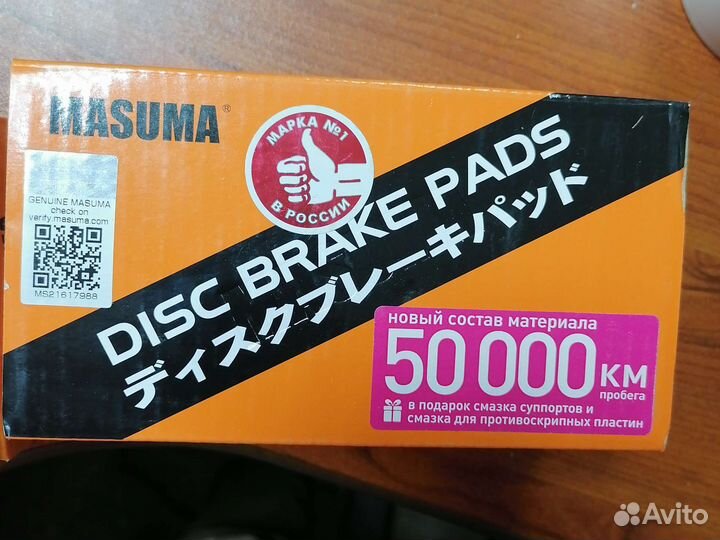 MASUMA®
МАРКА №1
В РОССИИ
GENUINE MASUMA
check on
verify.masuma.com
MS21617988
DISC BRAKE PADS
ディスクブレーキパッド
новый состав материала
50 000 км
пробега
в подарок смазка суппортов и
смазка для противоскрипных пластин
Avito